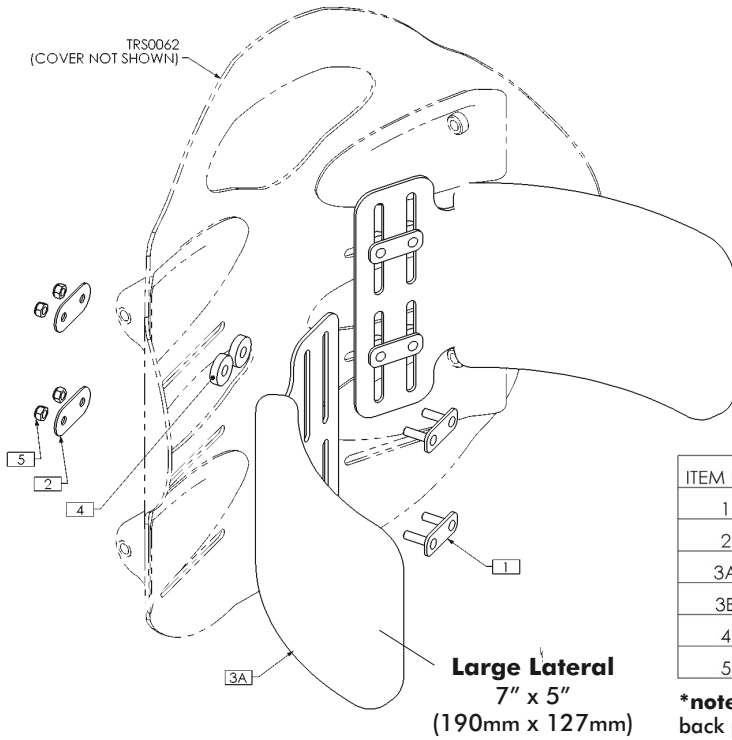 TRS0062
(COVER NOT SHOWN)
5
2
4
1
3A
Large Lateral
7” x 5”
(190mm x 127mm)
ITEM
1
2
3A
4
5
*note
back